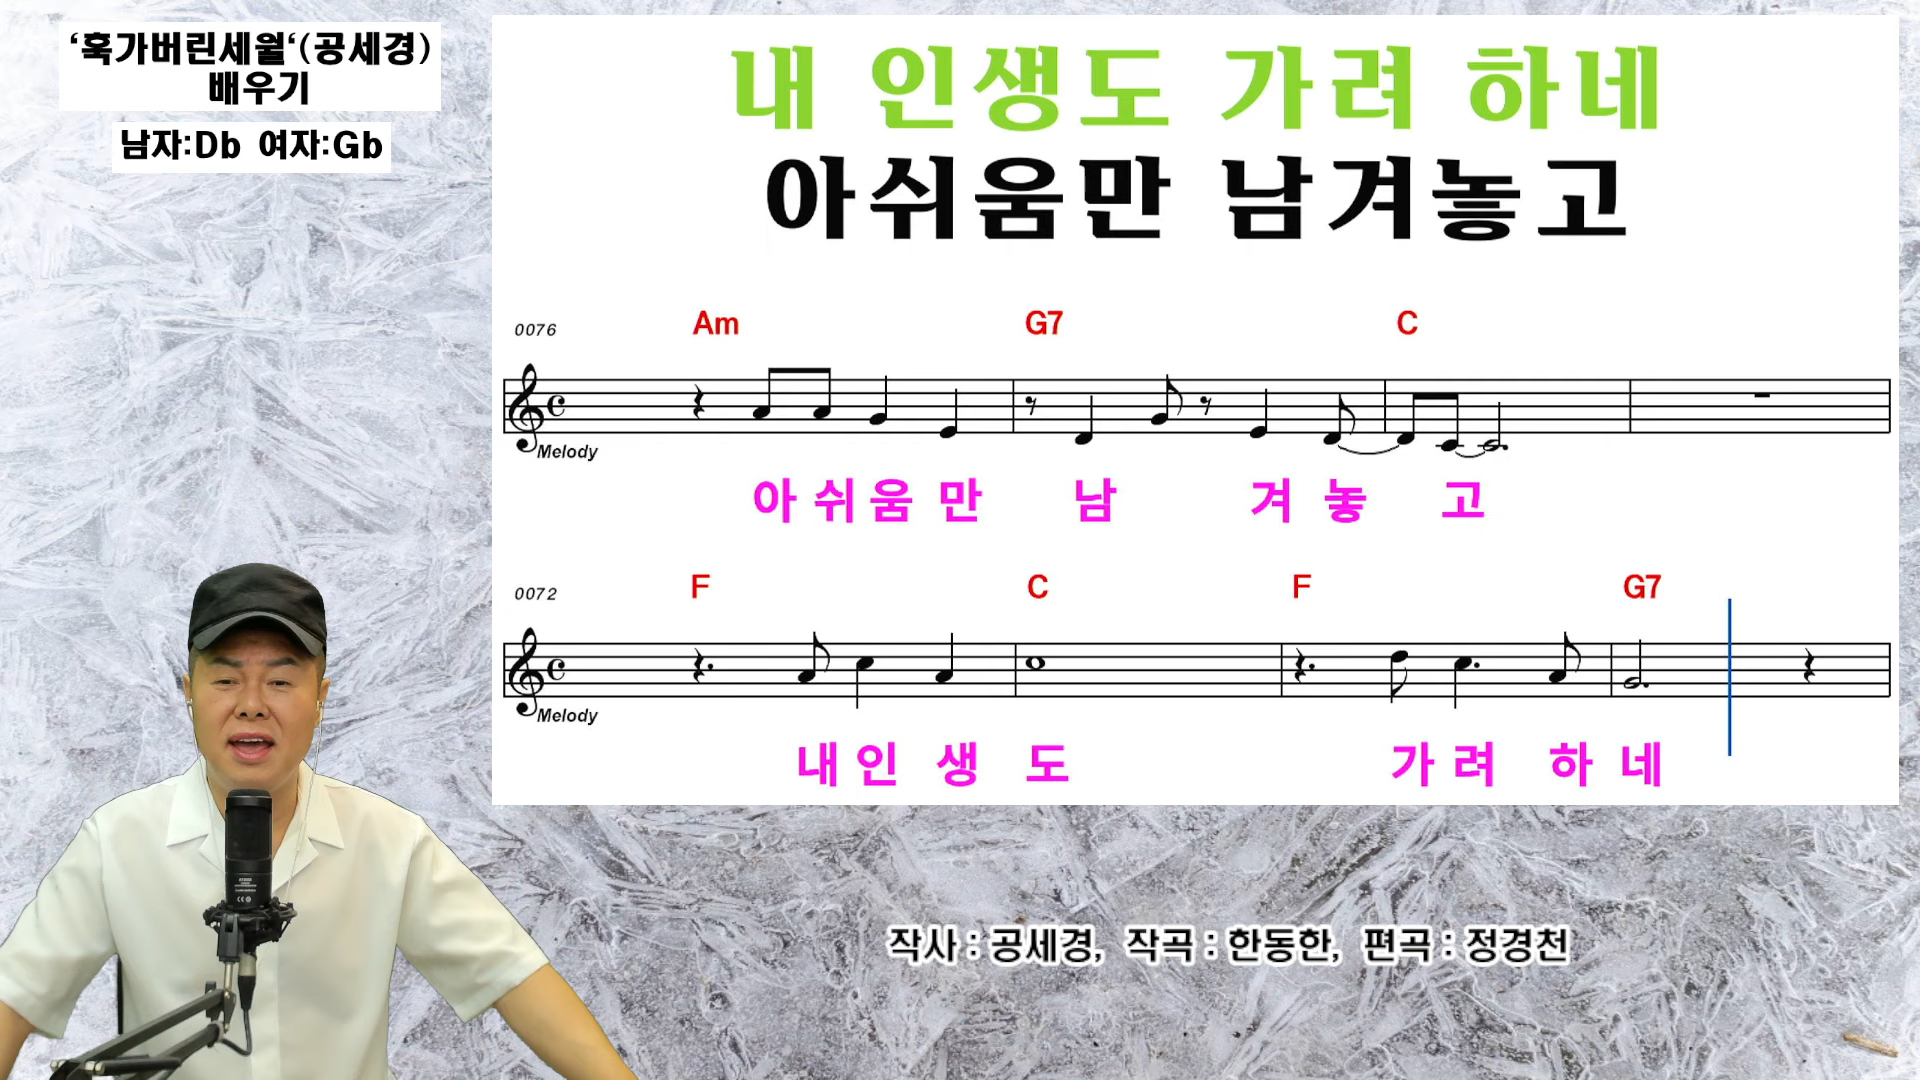 ‘훅가버린세월‘(공세경)
배우기
남자:Db 여자:Gb
내 인생도 가려 하네
아쉬움만 남겨놓고
0076 Am G7 C
Melody
아 쉬 움 만 남 겨 놓 고
0072 F C F G7
Melody
내 인 생 도 가 려 하 네
작사 : 공세경, 작곡 : 한동한, 편곡 : 정경천